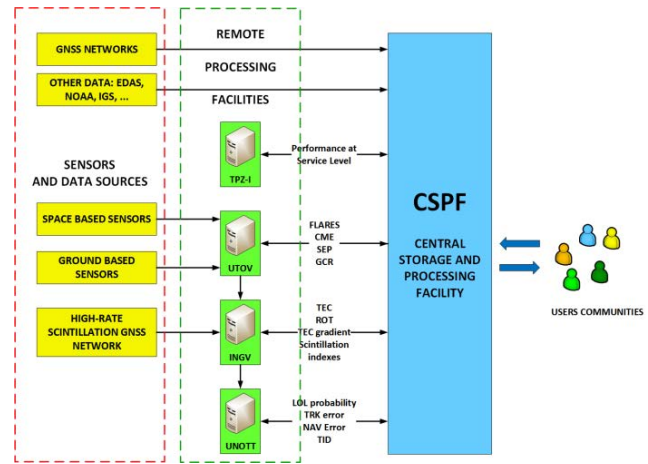 REMOTE
PROCESSING
FACILITIES
GNSS NETWORKS
OTHER DATA: EDAS,
NOAA, IGS, ...
SENSORS
AND DATA SOURCES
SPACE BASED SENSORS
GROUND BASED
SENSORS
HIGH-RATE
SCINTILLATION GNSS
NETWORK
TPZ-I
UTOV
INGV
UNOTT
Performance at
Service Level
FLARES
CME
SEP
GCR
TEC
ROT
TEC gradient
Scintillation
indexes
LOL probability
TRK error
NAV Error
TID
CSPF
CENTRAL
STORAGE AND
PROCESSING
FACILITY
USERS COMMUNITIES